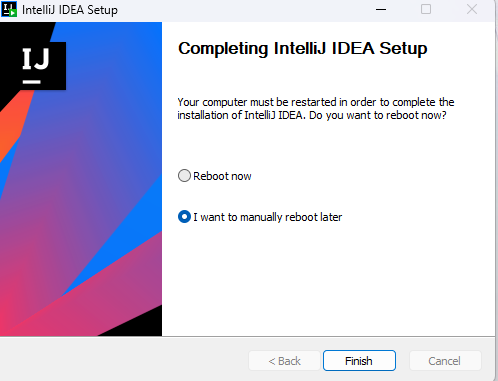 IntelliJ IDEA Setup
IJ
Completing IntelliJ IDEA Setup
Your computer must be restarted in order to complete the
installation of IntelliJ IDEA. Do you want to reboot now?
Reboot now
I want to manually reboot later
< Back
Finish
Cancel